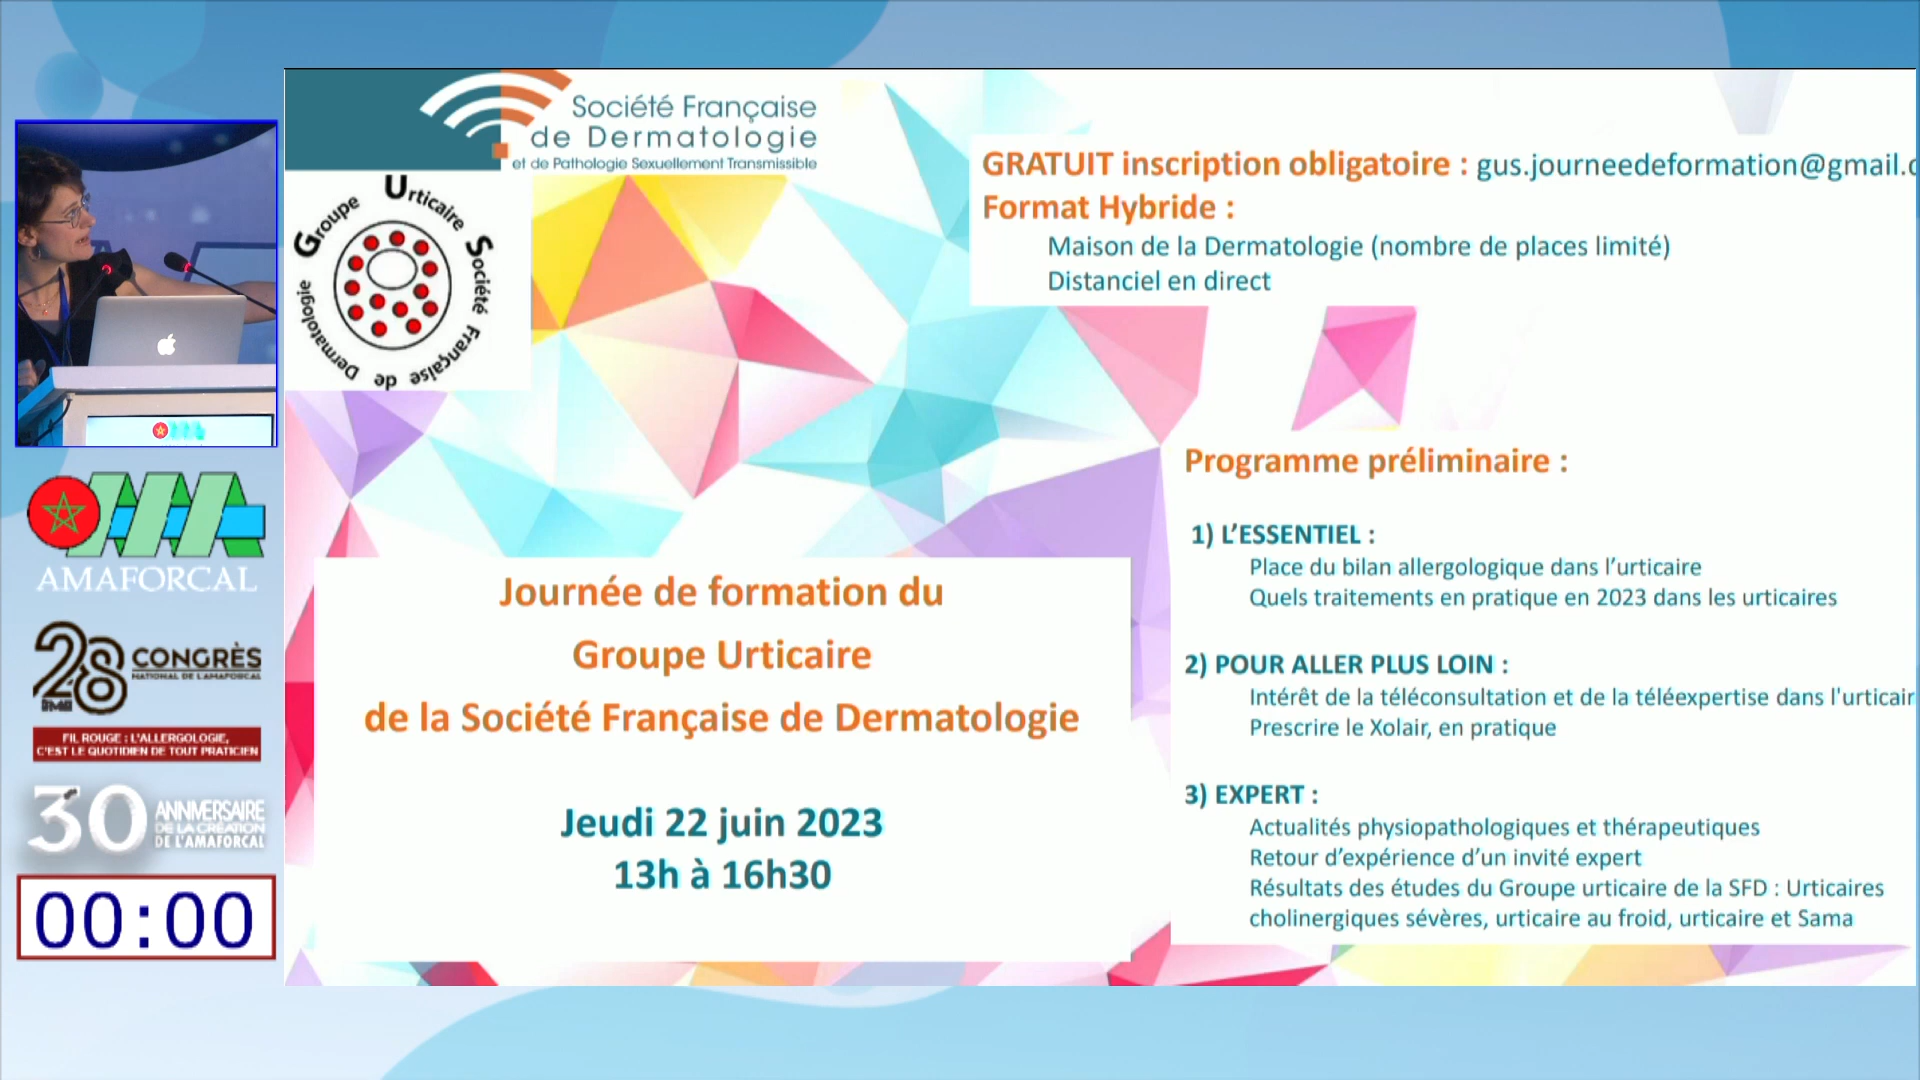 Société Française
de Dermatologie
et de Pathologie Sexuellement Transmissible
Groupe Urticaire Société Française de Dermatologie
GRATUIT inscription obligatoire : gus.journeedeformation@gmail.c
Format Hybride :
Maison de la Dermatologie (nombre de places limité)
Distanciel en direct
Programme préliminaire :
1) L’ESSENTIEL :
Place du bilan allergologique dans l’urticaire
Quels traitements en pratique en 2023 dans les urticaires
2) POUR ALLER PLUS LOIN :
Intérêt de la téléconsultation et de la téléexpertise dans l'urticair
Prescrire le Xolair, en pratique
3) EXPERT :
Actualités physiopathologiques et thérapeutiques
Retour d’expérience d’un invité expert
Résultats des études du Groupe urticaire de la SFD : Urticaires
cholinergiques sévères, urticaire au froid, urticaire et Sama
Journée de formation du
Groupe Urticaire
de la Société Française de Dermatologie
Jeudi 22 juin 2023
13h à 16h30
AMAFORCAL
28 CONGRÈS
NATIONAL DE L'AMAFORCAL
FIL ROUGE : L'ALLERGOLOGIE,
C'EST LE QUOTIDIEN DE TOUT PRATICIEN
30 ANNIVERSAIRE
DE LA CRÉATION
DE L'AMAFORCAL
00:00